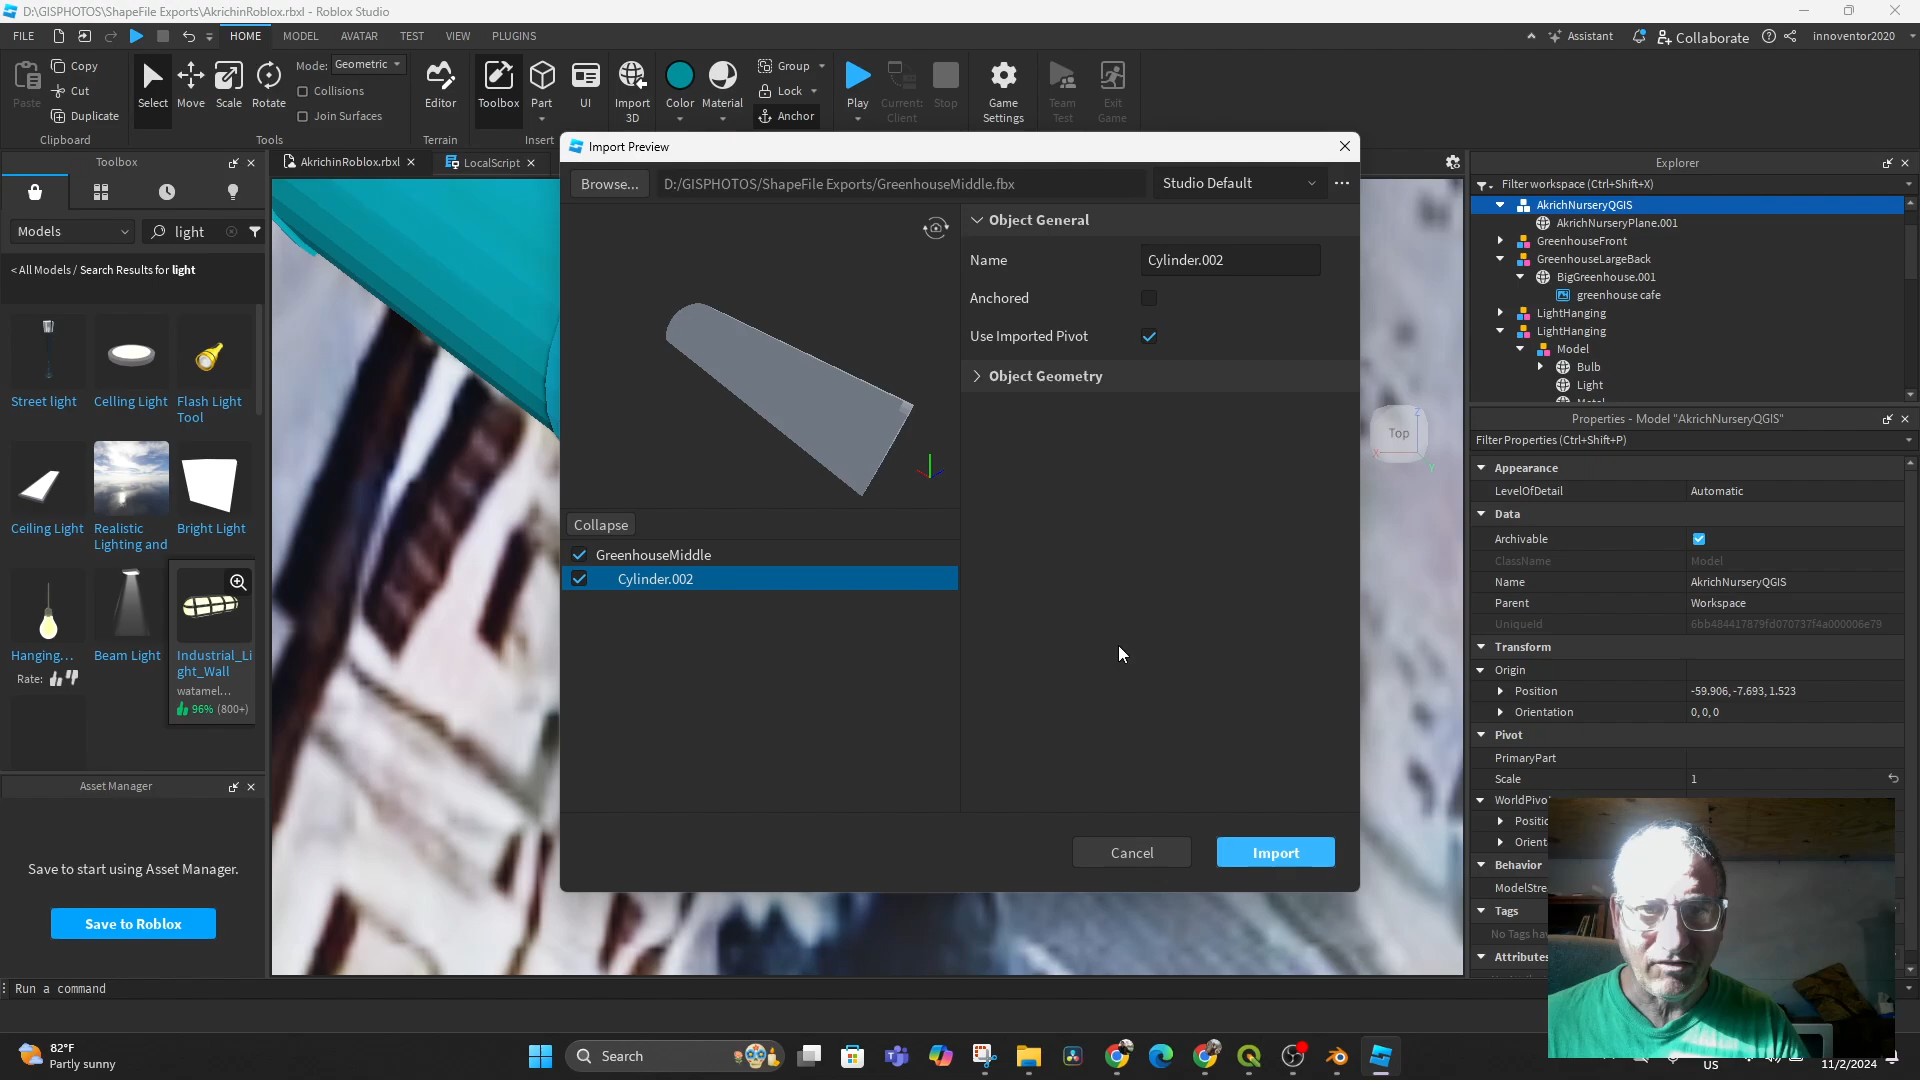 D:\GISPHOTOS\ShapeFile Exports\AkrichinRoblox.rbxl - Roblox Studio
FILE HOME MODEL AVATAR TEST VIEW PLUGINS Assistant Collaborate innoventor2020
Paste Copy Cut Duplicate Clipboard
Select Move Scale Rotate Mode: Geometric Collisions Join Surfaces Tools
Editor Terrain
Toolbox Part UI Import 3D Insert
Color Material Group Lock Anchor
Play Current: Client Stop
Game Settings
Team Test Exit Game
Toolbox
AkrichinRoblox.rbxl LocalScript
Models light
< All Models / Search Results for light
Street light Celling Light Flash Light Tool
Ceiling Light Realistic Lighting and Bright Light
Hanging... Beam Light Industrial_Light_Wall
Rate: watamel...
96% (800+)
Asset Manager
Save to start using Asset Manager.
Save to Roblox
Import Preview
Browse... D:/GISPHOTOS/ShapeFile Exports/GreenhouseMiddle.fbx Studio Default ...
Collapse
GreenhouseMiddle
Cylinder.002
Object General
Name Cylinder.002
Anchored
Use Imported Pivot
Object Geometry
Cancel Import
Top
X Z Y
Explorer
Filter workspace (Ctrl+Shift+X)
AkrichNurseryQGIS
AkrichNurseryPlane.001
GreenhouseFront
GreenhouseLargeBack
BigGreenhouse.001
greenhouse cafe
LightHanging
LightHanging
Model
Bulb
Light
Properties - Model "AkrichNurseryQGIS"
Filter Properties (Ctrl+Shift+P)
Appearance
LevelOfDetail Automatic
Data
Archivable
ClassName Model
Name AkrichNurseryQGIS
Parent Workspace
UniqueId 6bb484417879fd070737f4a000006e79
Transform
Origin
Position -59.906, -7.693, 1.523
Orientation 0, 0, 0
Pivot
PrimaryPart
Scale 1
WorldPivo
Positic
Orient
Behavior
ModelStre
Tags
No Tags hav
Attributes
Run a command
82°F
Partly sunny
Search
US
11/2/2024